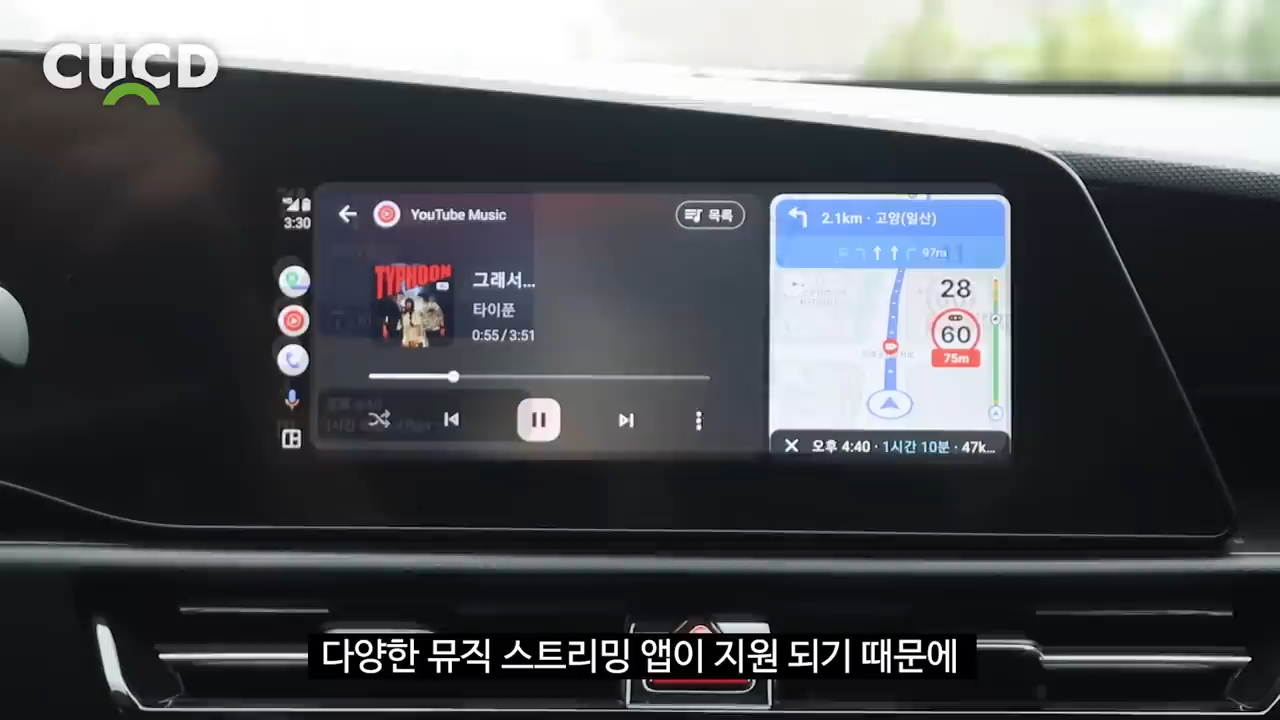 CUCD
3:30
YouTube Music
목록
TYPHOON
그래서...
타이푼
0:55 / 3:51
2.1km · 고양(일산)
97m
28
60
75m
오후 4:40 · 1시간 10분 · 47k...
다양한 뮤직 스트리밍 앱이 지원 되기 때문에